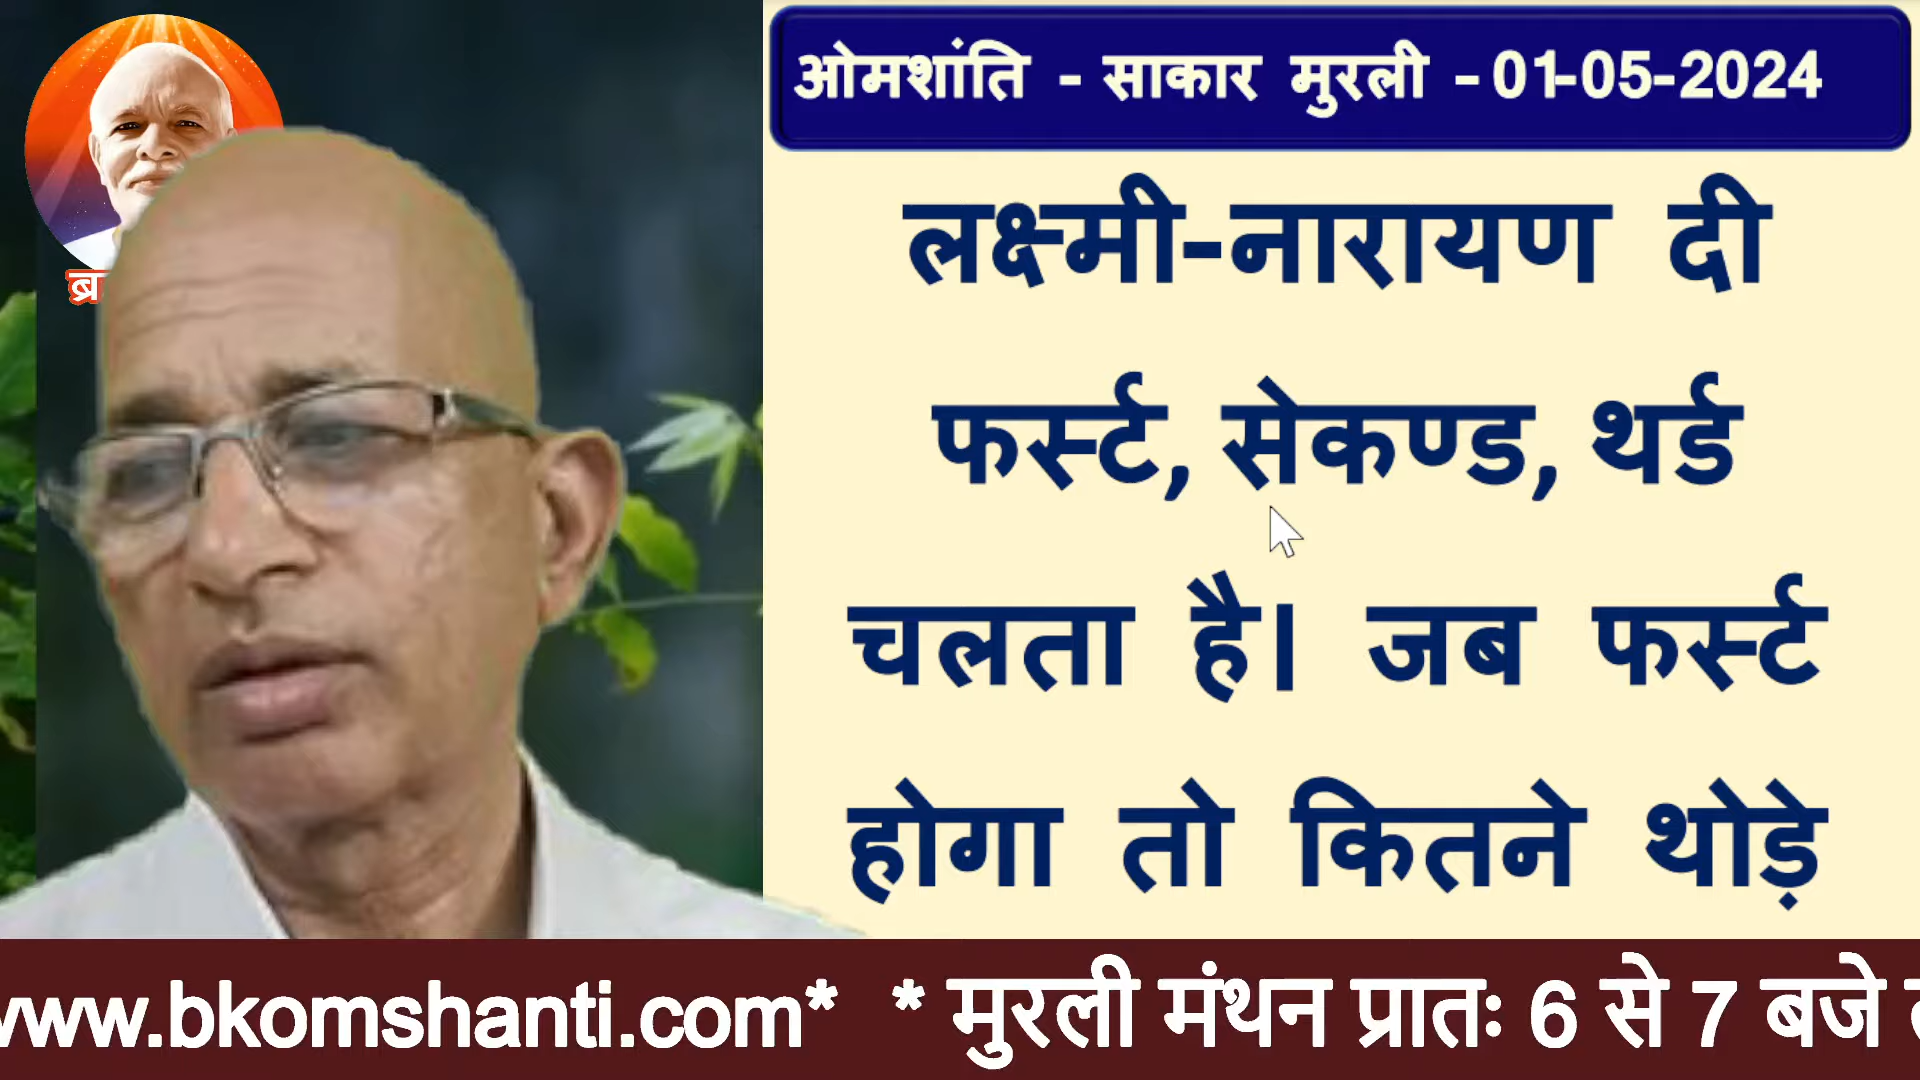 ओमशांति - साकार मुरली - 01-05-2024
लक्ष्मी-नारायण दी
फर्स्ट, सेकण्ड, थर्ड
चलता है। जब फर्स्ट
होगा तो कितने थोड़े
www.bkomshanti.com* * मुरली मंथन प्रातः 6 से 7 बजे